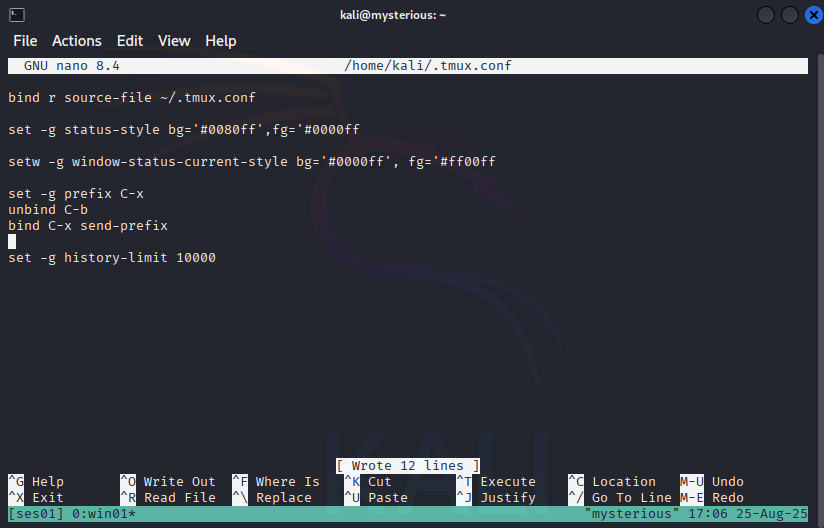 kali@mysterious: ~
File Actions Edit View Help
GNU nano 8.4 /home/kali/.tmux.conf
bind r source-file ~/.tmux.conf
set -g status-style bg='#0080ff',fg='#0000ff
setw -g window-status-current-style bg='#0000ff', fg='#ff00ff
set -g prefix C-x
unbind C-b
bind C-x send-prefix
set -g history-limit 10000
KALI
[ Wrote 12 lines ]
^G Help ^O Write Out ^F Where Is ^K Cut ^T Execute ^C Location M-U Undo
^X Exit ^R Read File ^\ Replace ^U Paste ^J Justify ^/ Go To Line M-E Redo
[ses01] 0:win01* "mysterious" 17:06 25-Aug-25